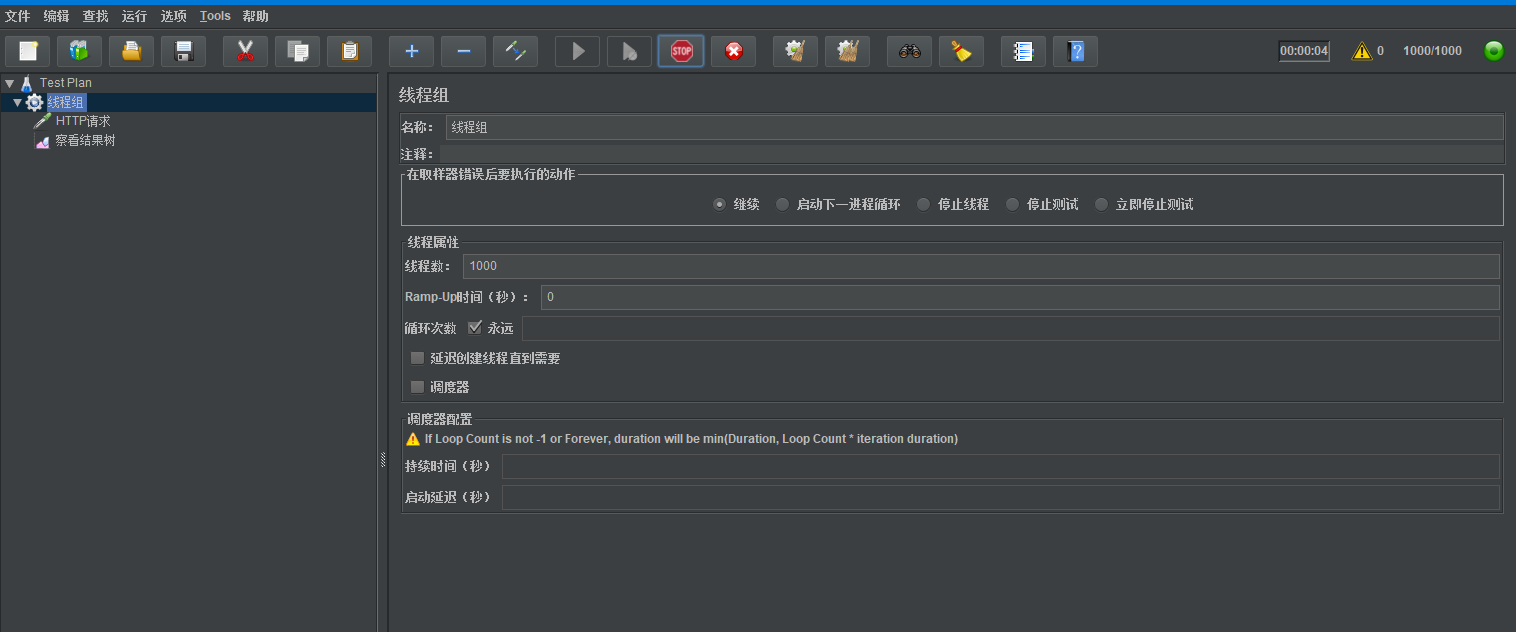 文件 编辑 查找 运行 选项 Tools 帮助
STOP
00:00:04 0 1000/1000
Test Plan
线程组
HTTP请求
察看结果树
线程组
名称： 线程组
注释：
在取样器错误后要执行的动作
继续 启动下一进程循环 停止线程 停止测试 立即停止测试
线程属性
线程数： 1000
Ramp-Up时间（秒）： 0
循环次数 永远
延迟创建线程直到需要
调度器
调度器配置
If Loop Count is not -1 or Forever, duration will be min(Duration, Loop Count * iteration duration)
持续时间（秒）
启动延迟（秒）